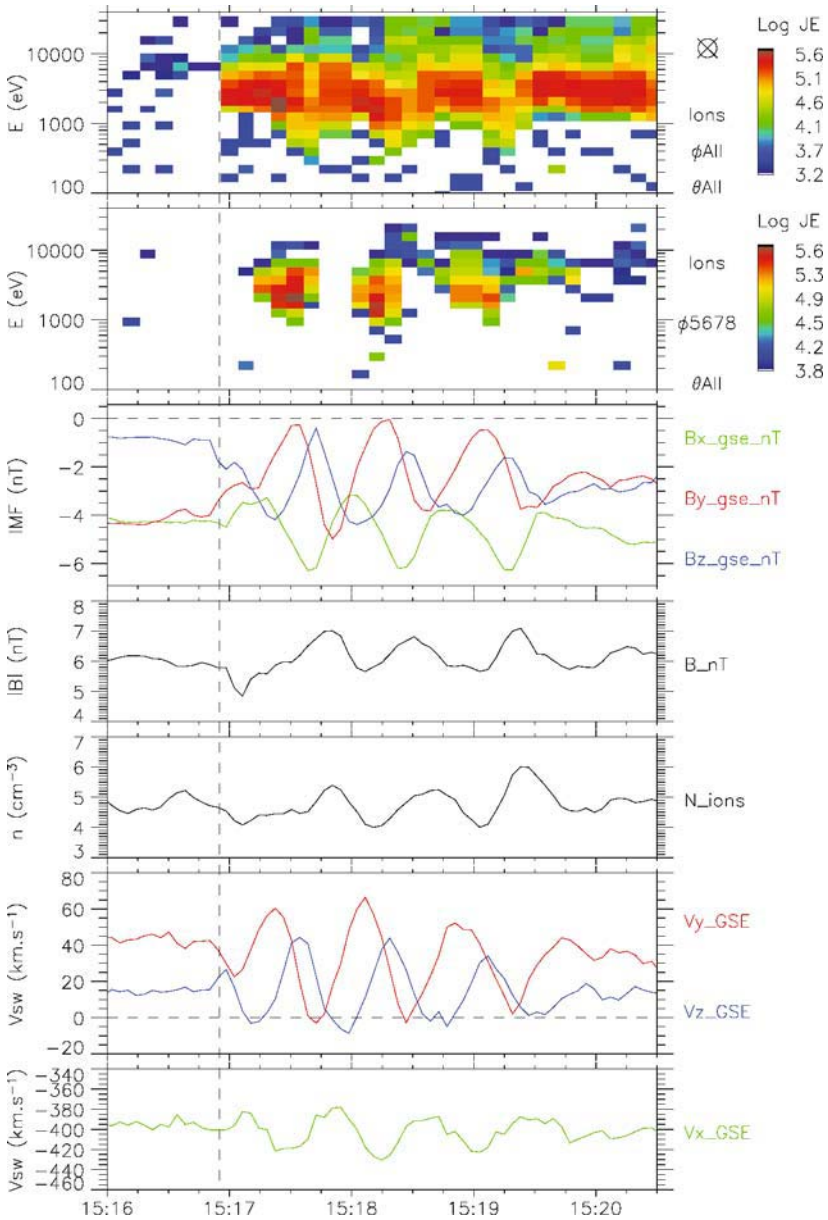 Log JE
E (eV)
10000
1000
100
Ions
φAll
θAll
5.6
5.1
4.6
4.1
3.7
3.2
Log JE
E (eV)
10000
1000
100
Ions
φ5678
θAll
5.6
5.3
4.9
4.5
4.2
3.8
IMF (nT)
0
-2
-4
-6
Bx_gse_nT
By_gse_nT
Bz_gse_nT
|B| (nT)
8
7
6
5
4
B_nT
n (cm⁻³)
7
6
5
4
3
N_ions
Vsw (km.s⁻¹)
80
60
40
20
0
-20
Vy_GSE
Vz_GSE
Vsw (km.s⁻¹)
-340
-360
-380
-400
-420
-440
-460
Vx_GSE
15:16
15:17
15:18
15:19
15:20